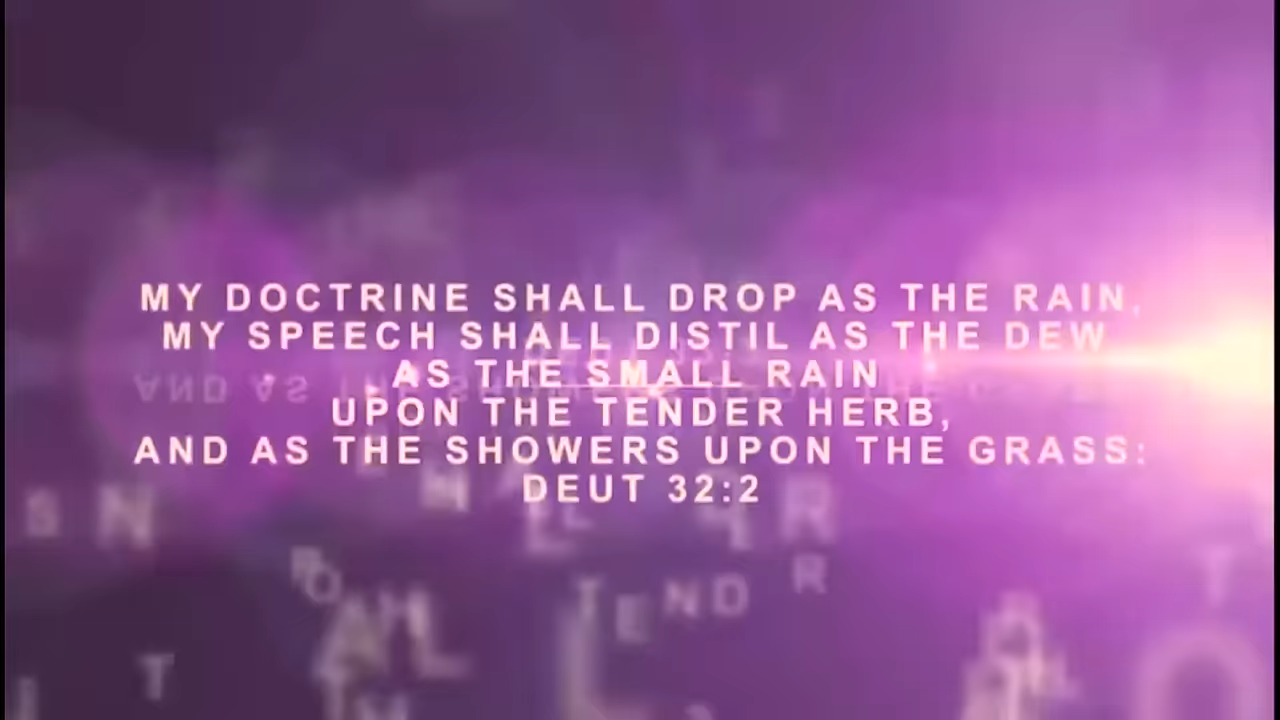 MY DOCTRINE SHALL DROP AS THE RAIN,
MY SPEECH SHALL DISTIL AS THE DEW
AS THE SMALL RAIN
UPON THE TENDER HERB,
AND AS THE SHOWERS UPON THE GRASS:
DEUT 32:2